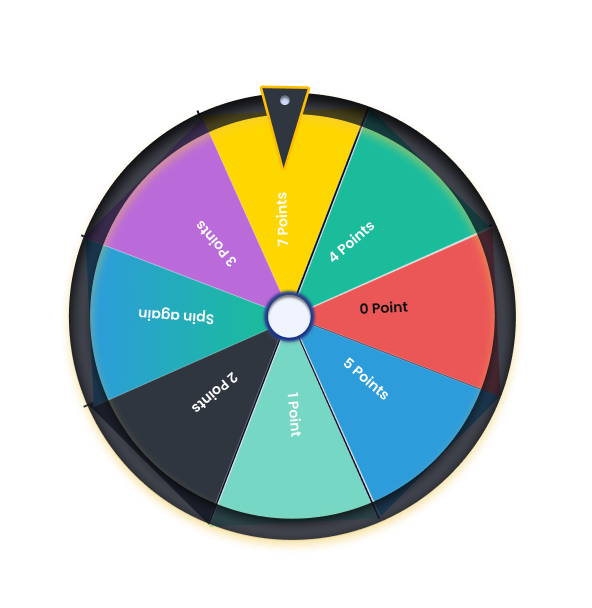 7 Points
4 Points
0 Point
5 Points
1 Point
2 Points
Spin again
3 Points